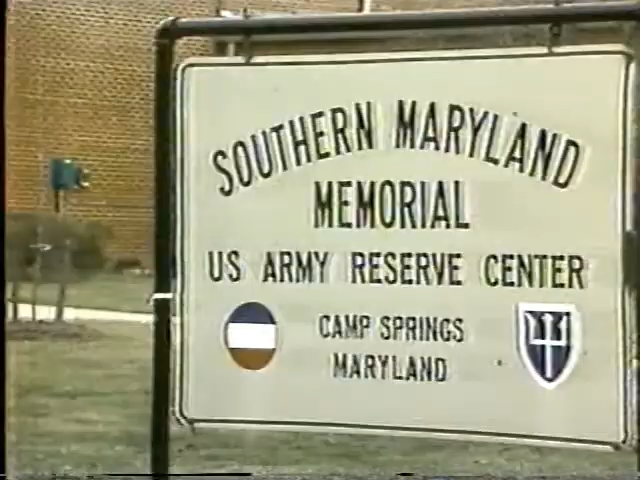 SOUTHERN MARYLAND
MEMORIAL
US ARMY RESERVE CENTER
CAMP SPRINGS
MARYLAND